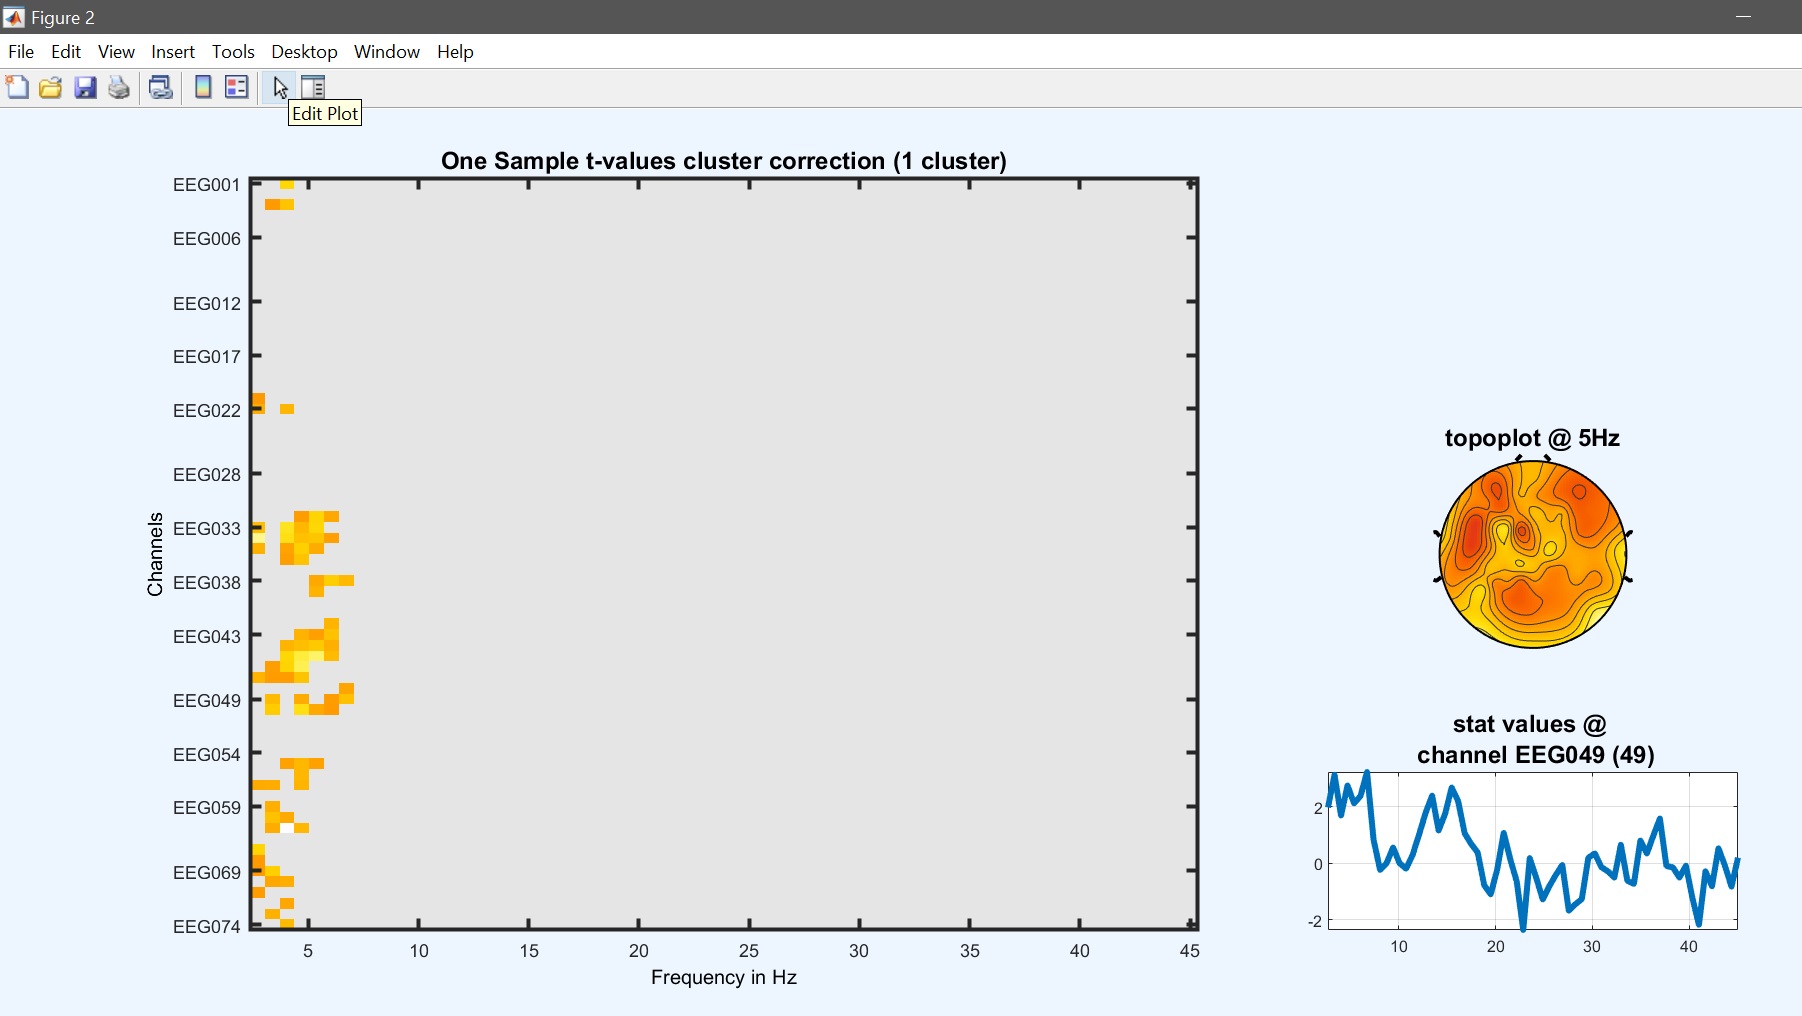 Figure 2
File Edit View Insert Tools Desktop Window Help
Edit Plot
One Sample t-values cluster correction (1 cluster)
EEG001
EEG006
EEG012
EEG017
EEG022
EEG028
EEG033
EEG038
EEG043
EEG049
EEG054
EEG059
EEG069
EEG074
Channels
5 10 15 20 25 30 35 40 45
Frequency in Hz
topoplot @ 5Hz
stat values @
channel EEG049 (49)
2
0
-2
10 20 30 40